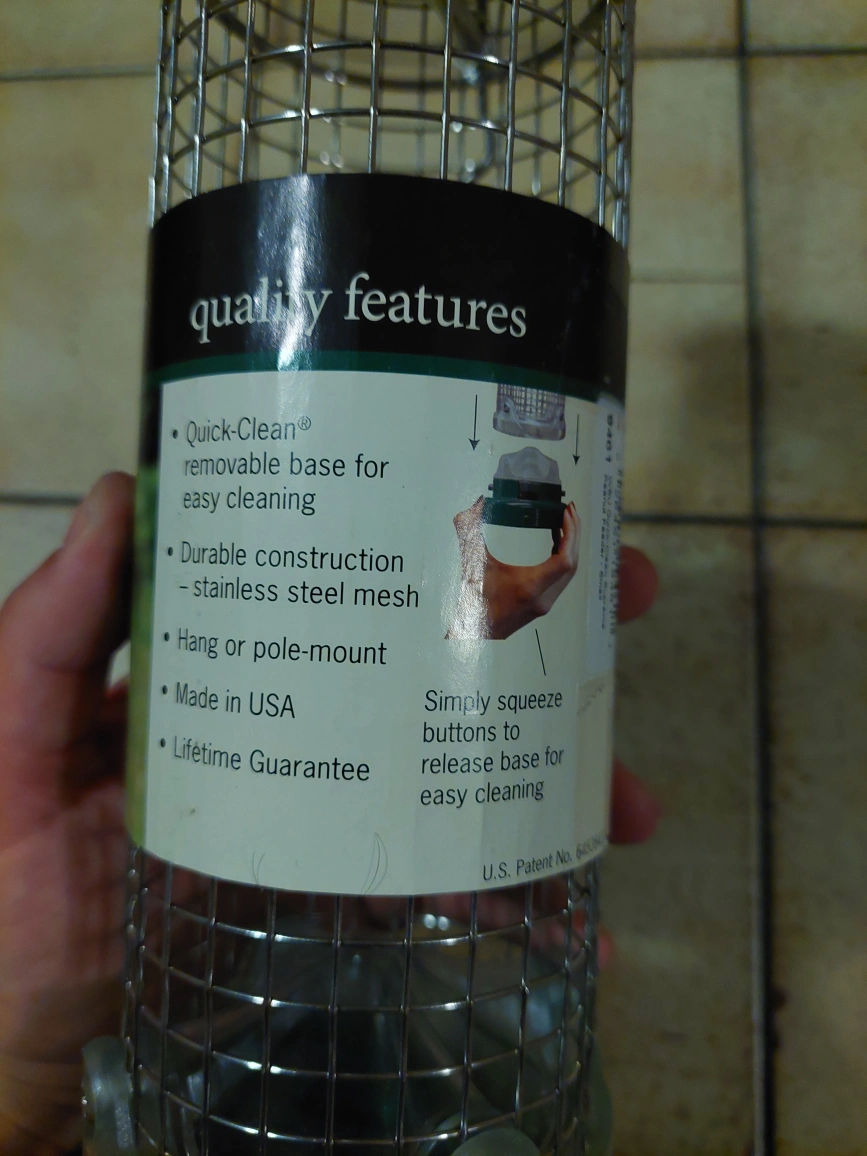 quality features
• Quick-Clean®
removable base for
easy cleaning
• Durable construction
– stainless steel mesh
• Hang or pole-mount
• Made in USA
• Lifetime Guarantee
Simply squeeze
buttons to
release base for
easy cleaning
U.S. Patent No.